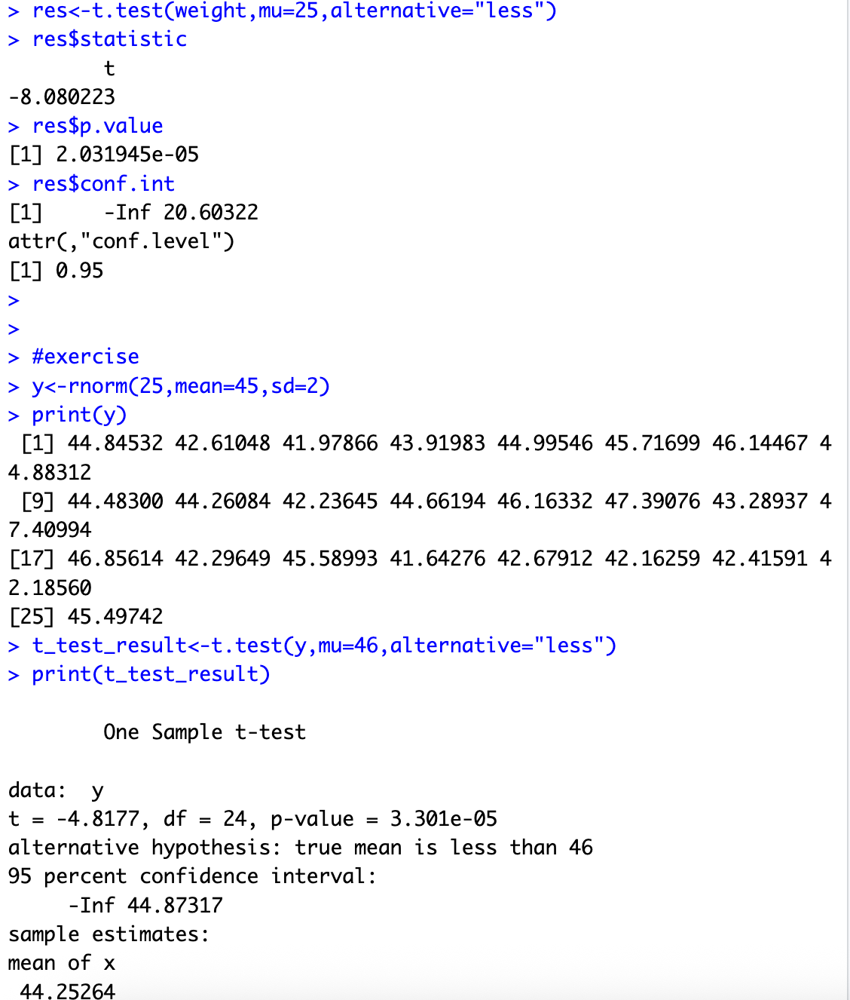 > res<-t.test(weight,mu=25,alternative="less")
> res$statistic
        t
-8.080223
> res$p.value
[1] 2.031945e-05
> res$conf.int
[1]     -Inf 20.60322
attr(,"conf.level")
[1] 0.95
>
>
> #exercise
> y<-rnorm(25,mean=45,sd=2)
> print(y)
 [1] 44.84532 42.61048 41.97866 43.91983 44.99546 45.71699 46.14467 4
4.88312
 [9] 44.48300 44.26084 42.23645 44.66194 46.16332 47.39076 43.28937 4
7.40994
[17] 46.85614 42.29649 45.58993 41.64276 42.67912 42.16259 42.41591 4
2.18560
[25] 45.49742
> t_test_result<-t.test(y,mu=46,alternative="less")
> print(t_test_result)
        One Sample t-test
data:  y
t = -4.8177, df = 24, p-value = 3.301e-05
alternative hypothesis: true mean is less than 46
95 percent confidence interval:
     -Inf 44.87317
sample estimates:
mean of x
 44.25264